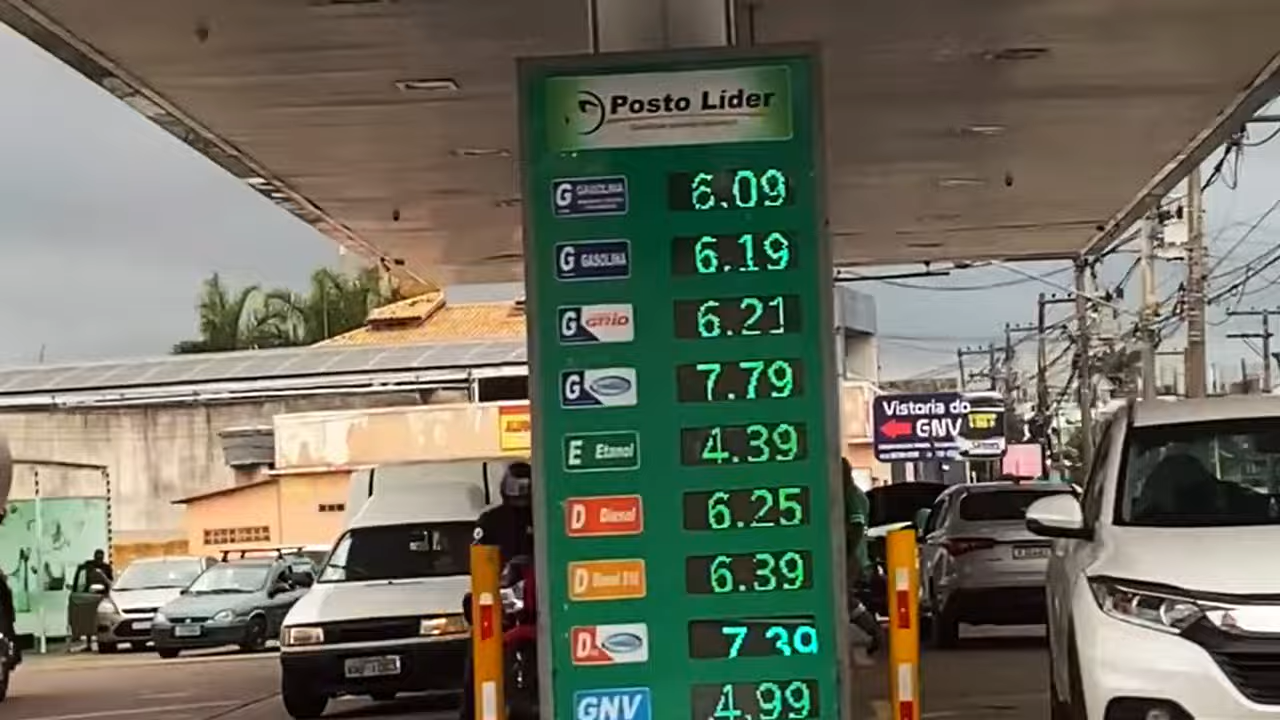 Posto Líder
G GASOLINA
6.09
G GASOLINA
6.19
G GRID
6.21
G
7.79
E Etanol
4.39
D Diesel
6.25
D Diesel S10
6.39
D
7.39
GNV
4.99
Vistoria do
GNV